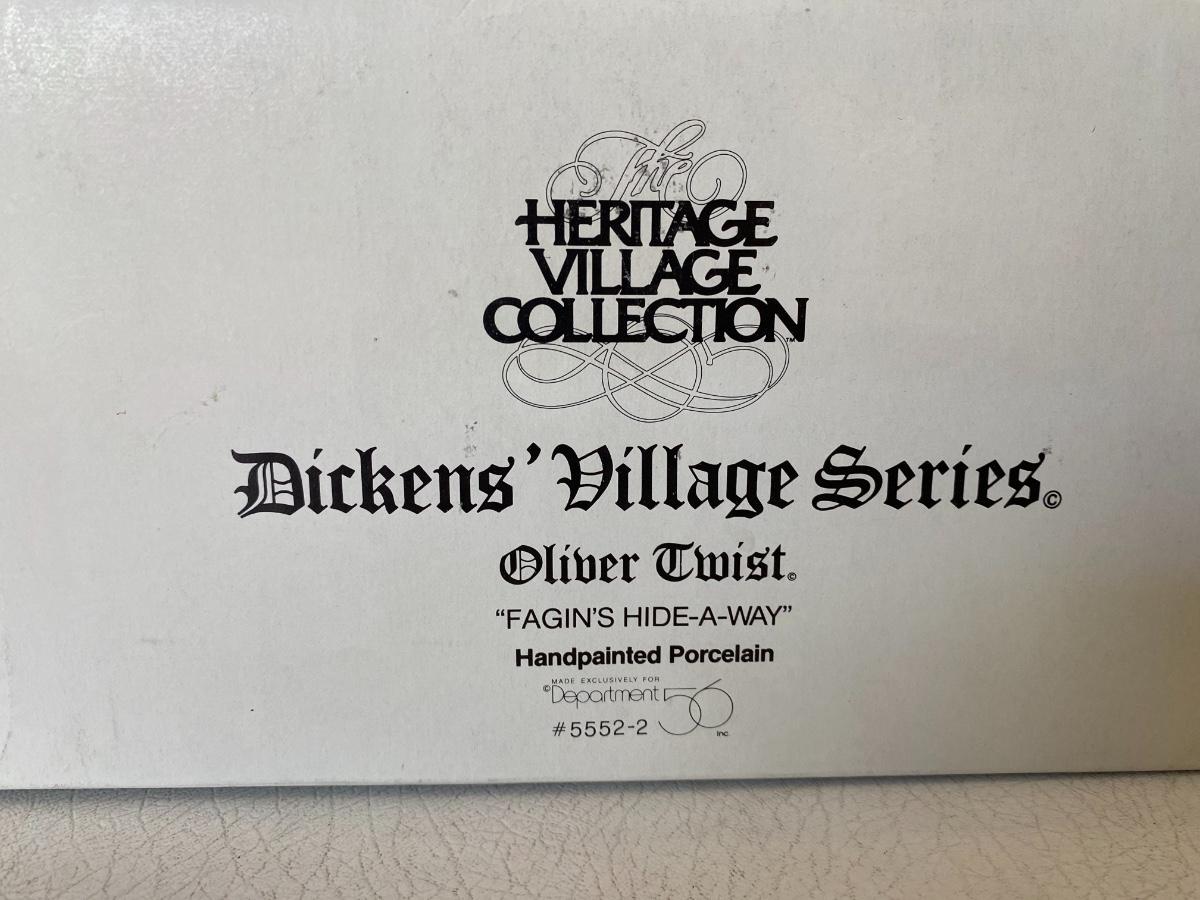 The
HERITAGE
VILLAGE
COLLECTION™
Dickens' Village Series©
Oliver Twist©
“FAGIN'S HIDE-A-WAY”
Handpainted Porcelain
MADE EXCLUSIVELY FOR
©Department 56 Inc.
#5552-2